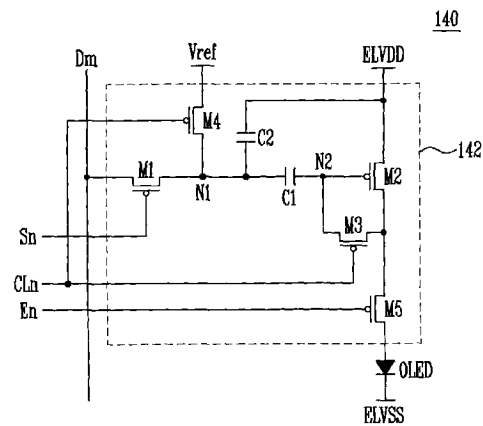 140
Dm
Vref
ELVDD
M4
C2
142
M1
N1
C1
N2
M2
M3
Sn
CLn
En
M5
OLED
ELVSS